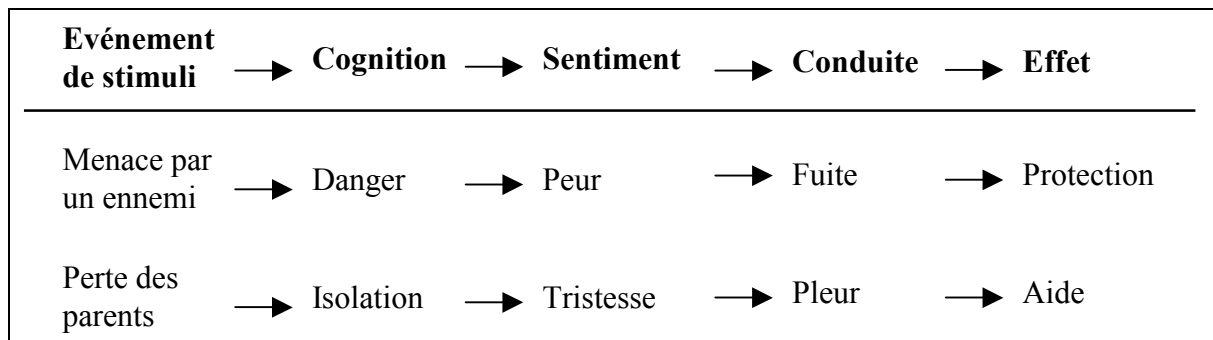 Evénement
de stimuli Cognition Sentiment Conduite Effet
Menace par
un ennemi Danger Peur Fuite Protection
Perte des
parents Isolation Tristesse Pleur Aide